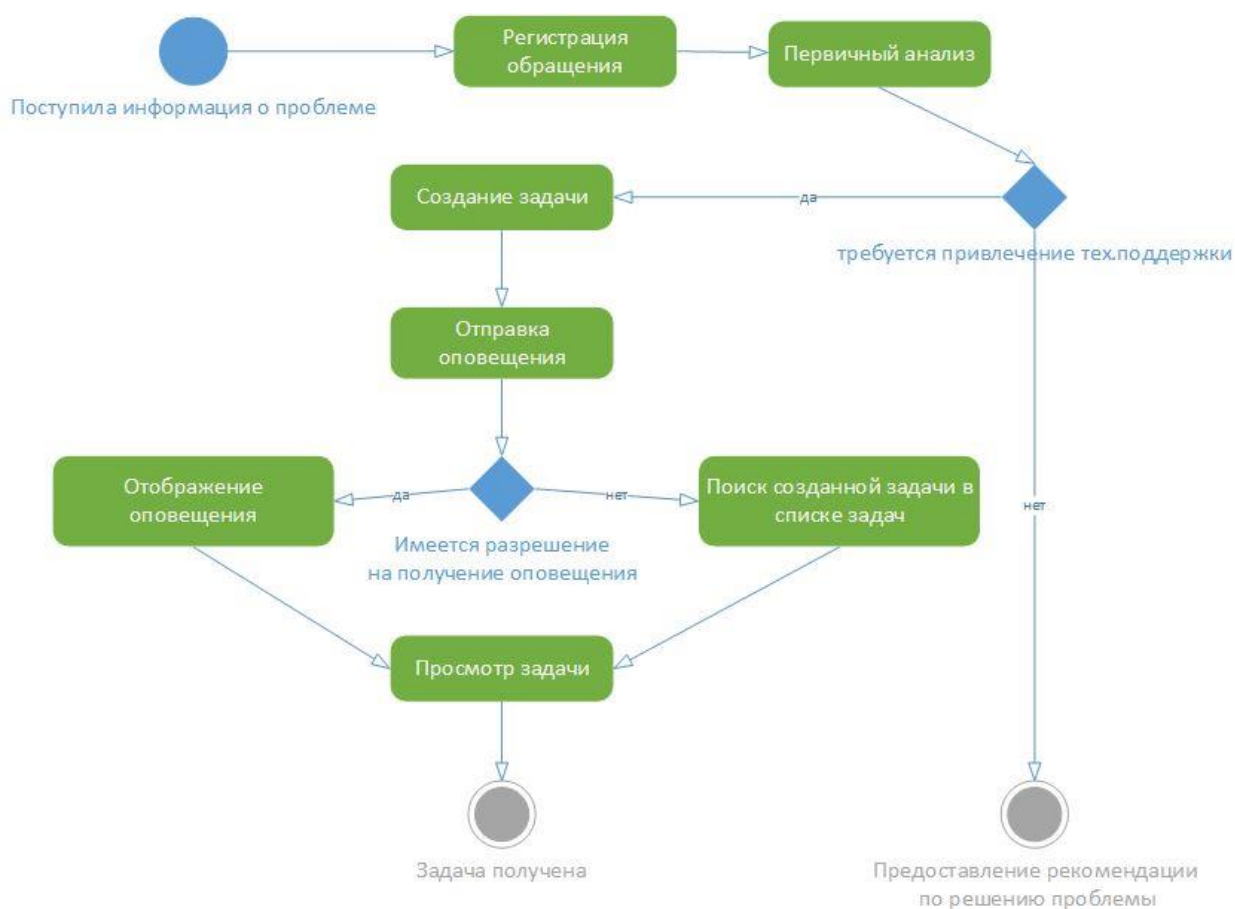 Регистрация
обращения
Первичный анализ
Поступила информация о проблеме
Создание задачи
да
требуется привлечение тех.поддержки
Отправка
оповещения
Отображение
оповещения
да
нет
Поиск созданной задачи в
списке задач
нет
Имеется разрешение
на получение оповещения
Просмотр задачи
Задача получена
Предоставление рекомендации
по решению проблемы